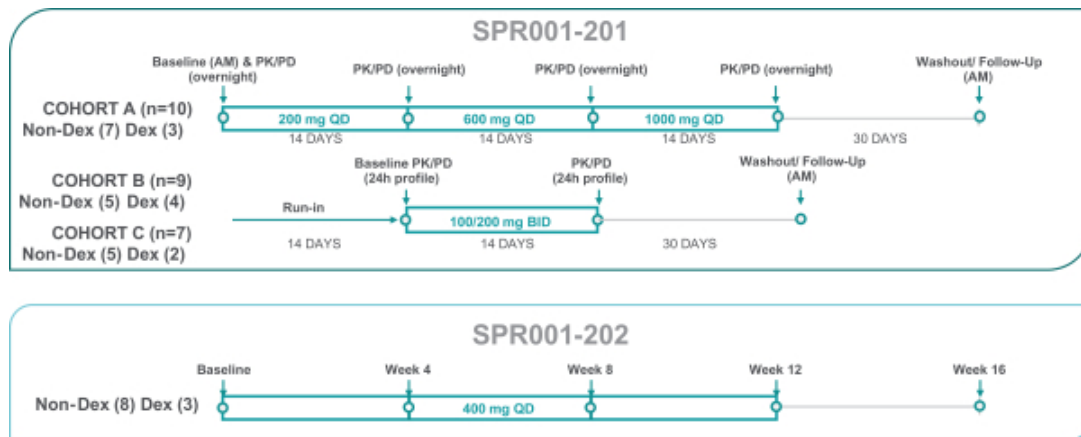 SPR001-201
Baseline (AM) & PK/PD
(overnight)
PK/PD (overnight)
PK/PD (overnight)
PK/PD (overnight)
Washout/ Follow-Up
(AM)
COHORT A (n=10)
Non-Dex (7) Dex (3)
200 mg QD
600 mg QD
1000 mg QD
14 DAYS
14 DAYS
14 DAYS
30 DAYS
Baseline PK/PD
(24h profile)
PK/PD
(24h profile)
Washout/ Follow-Up
(AM)
COHORT B (n=9)
Non-Dex (5) Dex (4)
Run-in
100/200 mg BID
COHORT C (n=7)
Non-Dex (5) Dex (2)
14 DAYS
14 DAYS
30 DAYS
SPR001-202
Baseline
Week 4
Week 8
Week 12
Week 16
Non-Dex (8) Dex (3)
400 mg QD